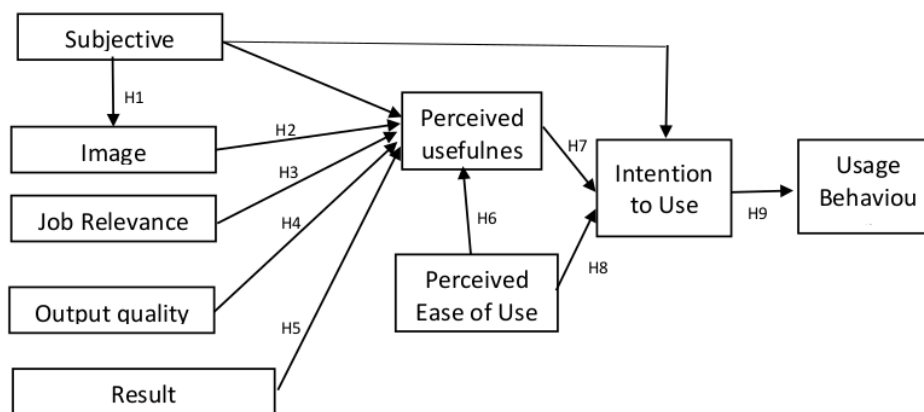 Subjective
H1
Image
H2
Job Relevance
H3
Output quality
H4
Result
H5
Perceived
usefulnes
H6
Perceived
Ease of Use
H7
H8
Intention
to Use
H9
Usage
Behaviou